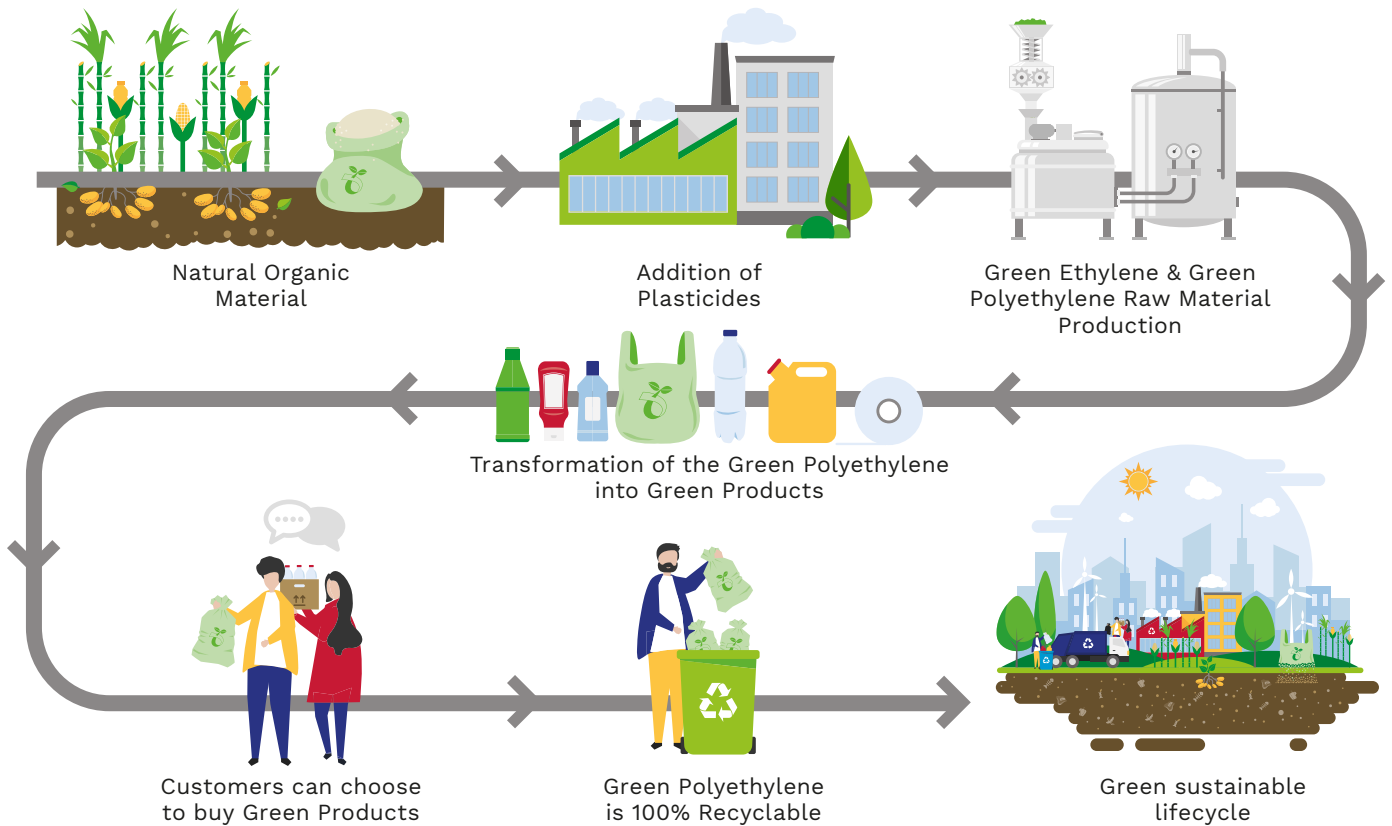 Natural Organic
Material
Addition of
Plasticides
Green Ethylene & Green
Polyethylene Raw Material
Production
Transformation of the Green Polyethylene
into Green Products
Customers can choose
to buy Green Products
Green Polyethylene
is 100% Recyclable
Green sustainable
lifecycle